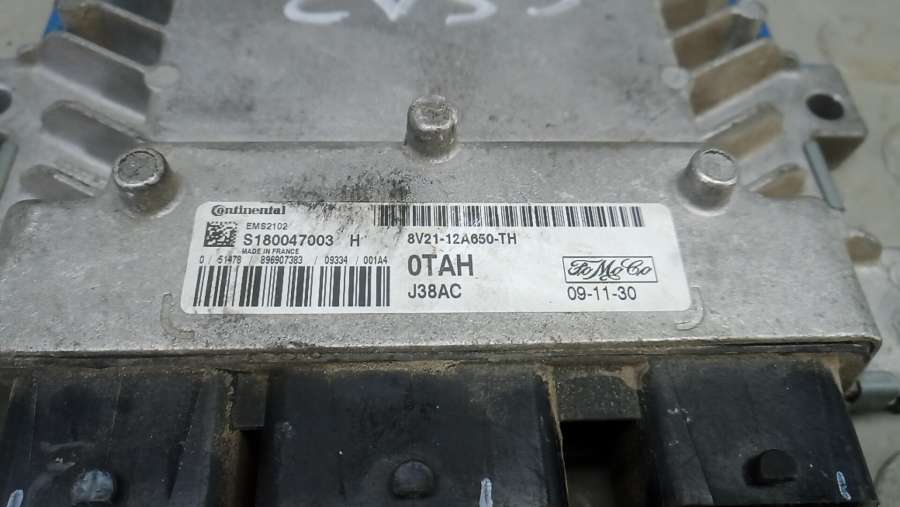 Continental
EMS2102
S180047003 H
MADE IN FRANCE
0 / 51478 / 896907383 / 09334 / 001A4
8V21-12A650-TH
0TAH
FoMoCo
J38AC
09-11-30